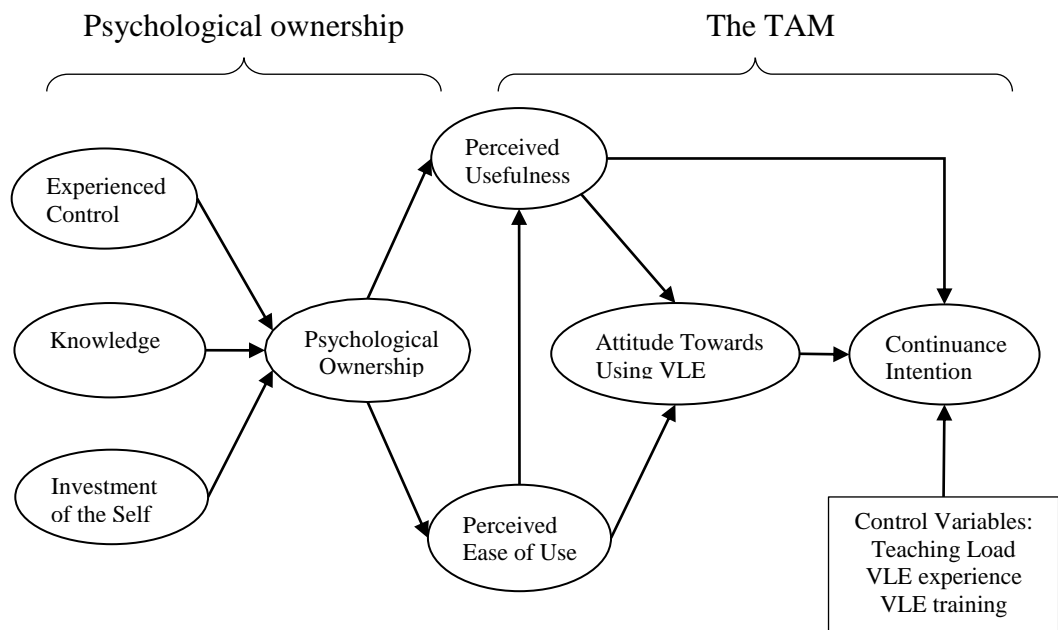 Psychological ownership
The TAM
Experienced
Control
Knowledge
Investment
of the Self
Psychological
Ownership
Perceived
Usefulness
Perceived
Ease of Use
Attitude Towards
Using VLE
Continuance
Intention
Control Variables:
Teaching Load
VLE experience
VLE training